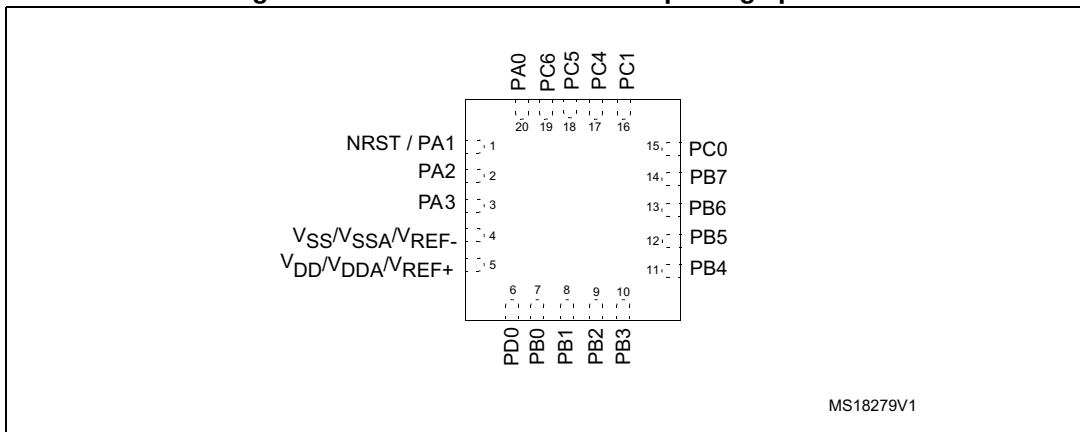 PA0
PC6
PC5
PC4
PC1
20 19 18 17 16
NRST / PA1 1
PA2 2
PA3 3
VSS/VSSA/VREF- 4
VDD/VDDA/VREF+ 5
15 PC0
14 PB7
13 PB6
12 PB5
11 PB4
6 7 8 9 10
PD0
PB0
PB1
PB2
PB3
MS18279V1